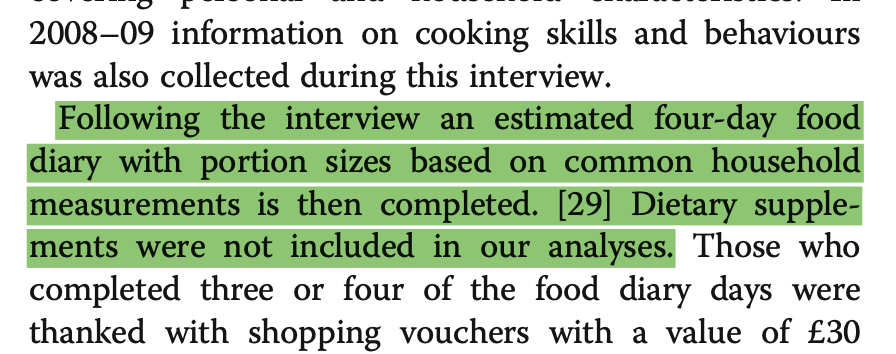 2008–09 information on cooking skills and behaviours
was also collected during this interview.
Following the interview an estimated four-day food
diary with portion sizes based on common household
measurements is then completed. [29] Dietary supple-
ments were not included in our analyses. Those who
completed three or four of the food diary days were
thanked with shopping vouchers with a value of £30